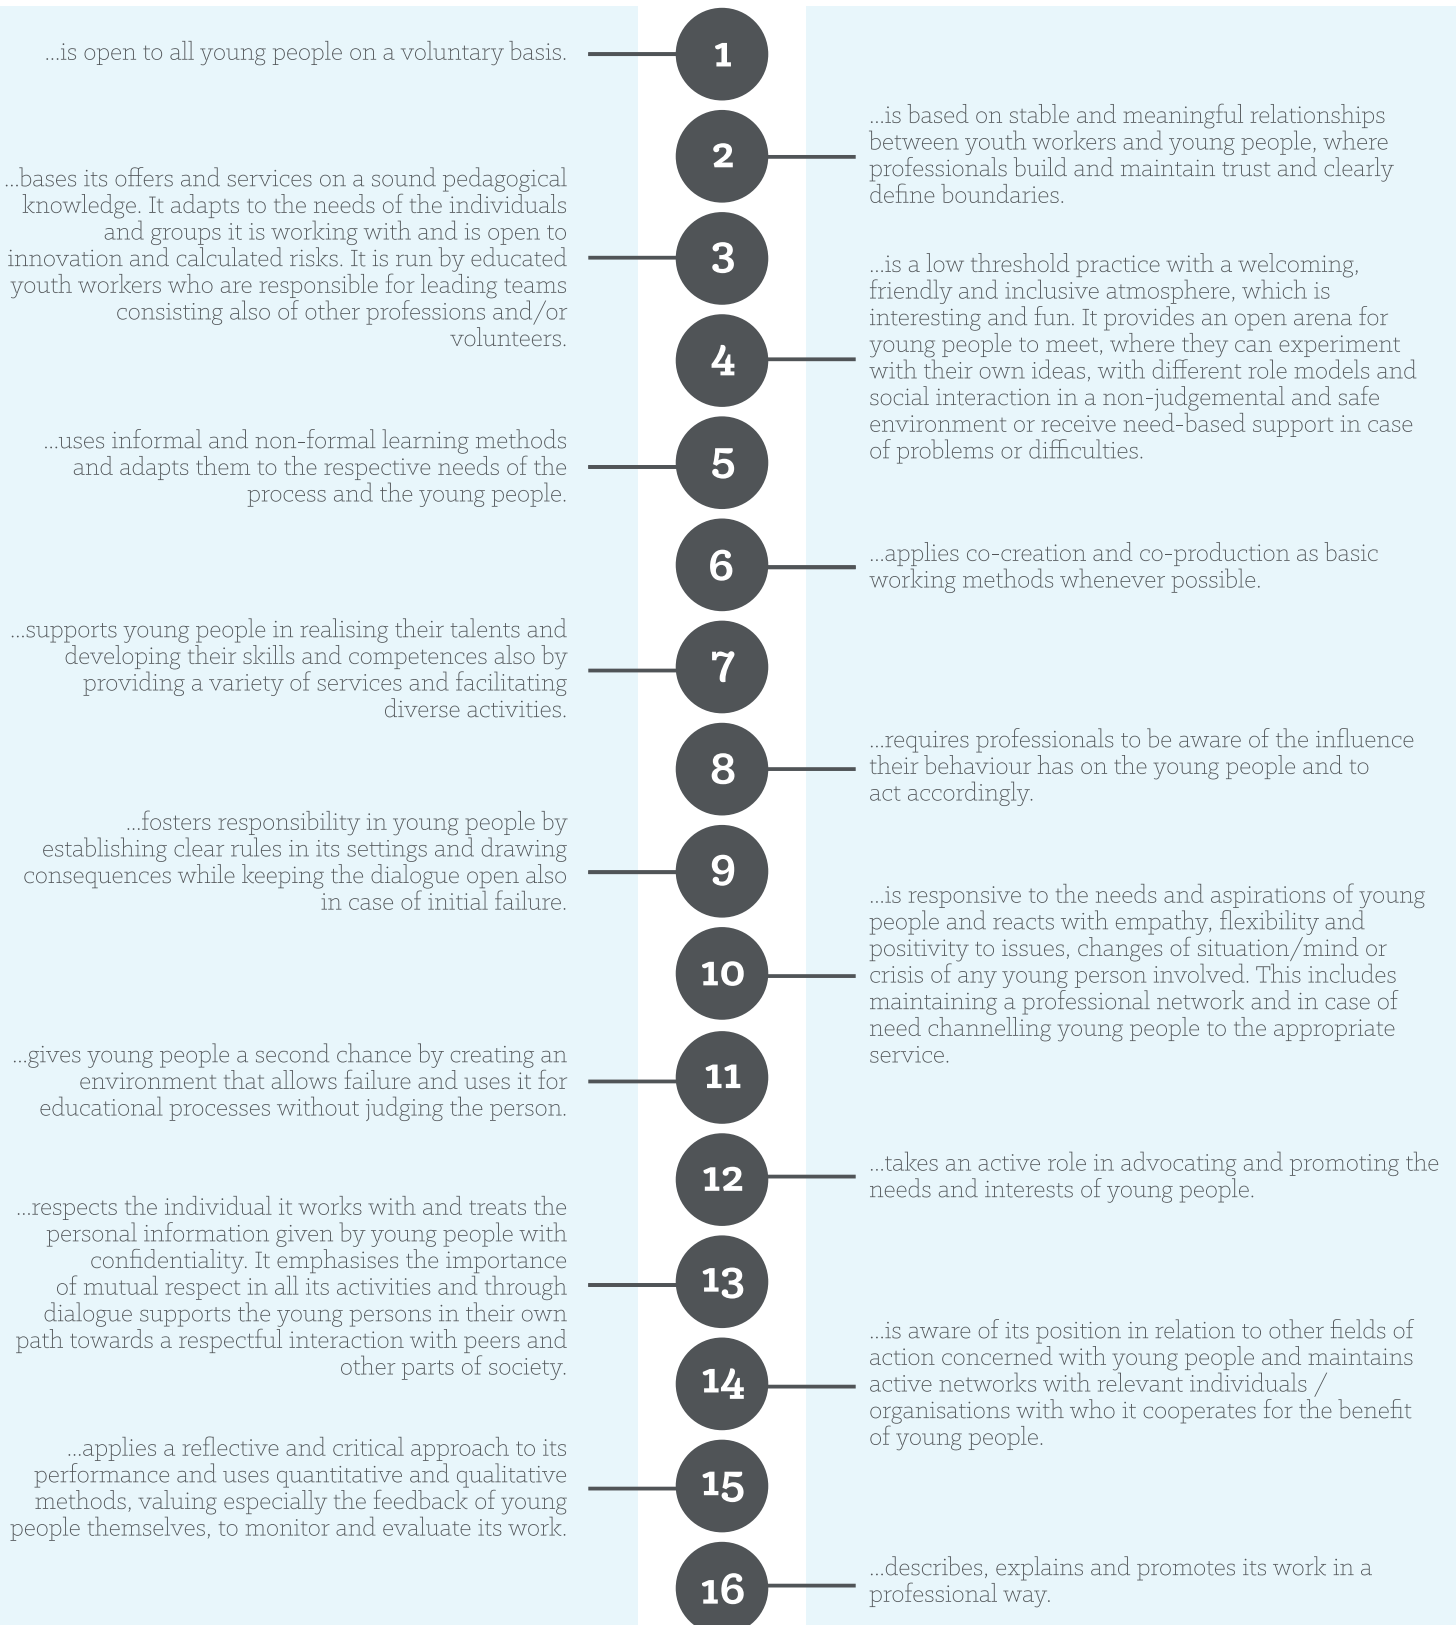 1
...is open to all young people on a voluntary basis.
2
...is based on stable and meaningful relationships
between youth workers and young people, where
professionals build and maintain trust and clearly
define boundaries.
3
...bases its offers and services on a sound pedagogical
knowledge. It adapts to the needs of the individuals
and groups it is working with and is open to
innovation and calculated risks. It is run by educated
youth workers who are responsible for leading teams
consisting also of other professions and/or
volunteers.
4
...is a low threshold practice with a welcoming,
friendly and inclusive atmosphere, which is
interesting and fun. It provides an open arena for
young people to meet, where they can experiment
with their own ideas, with different role models and
social interaction in a non-judgemental and safe
environment or receive need-based support in case
of problems or difficulties.
5
...uses informal and non-formal learning methods
and adapts them to the respective needs of the
process and the young people.
6
...applies co-creation and co-production as basic
working methods whenever possible.
7
...supports young people in realising their talents and
developing their skills and competences also by
providing a variety of services and facilitating
diverse activities.
8
...requires professionals to be aware of the influence
their behaviour has on the young people and to
act accordingly.
9
...fosters responsibility in young people by
establishing clear rules in its settings and drawing
consequences while keeping the dialogue open also
in case of initial failure.
10
...is responsive to the needs and aspirations of young
people and reacts with empathy, flexibility and
positivity to issues, changes of situation/mind or
crisis of any young person involved. This includes
maintaining a professional network and in case of
need channelling young people to the appropriate
service.
11
...gives young people a second chance by creating an
environment that allows failure and uses it for
educational processes without judging the person.
12
...takes an active role in advocating and promoting the
needs and interests of young people.
13
...respects the individual it works with and treats the
personal information given by young people with
confidentiality. It emphasises the importance
of mutual respect in all its activities and through
dialogue supports the young persons in their own
path towards a respectful interaction with peers and
other parts of society.
14
...is aware of its position in relation to other fields of
action concerned with young people and maintains
active networks with relevant individuals /
organisations with who it cooperates for the benefit
of young people.
15
...applies a reflective and critical approach to its
performance and uses quantitative and qualitative
methods, valuing especially the feedback of young
people themselves, to monitor and evaluate its work.
16
...describes, explains and promotes its work in a
professional way.